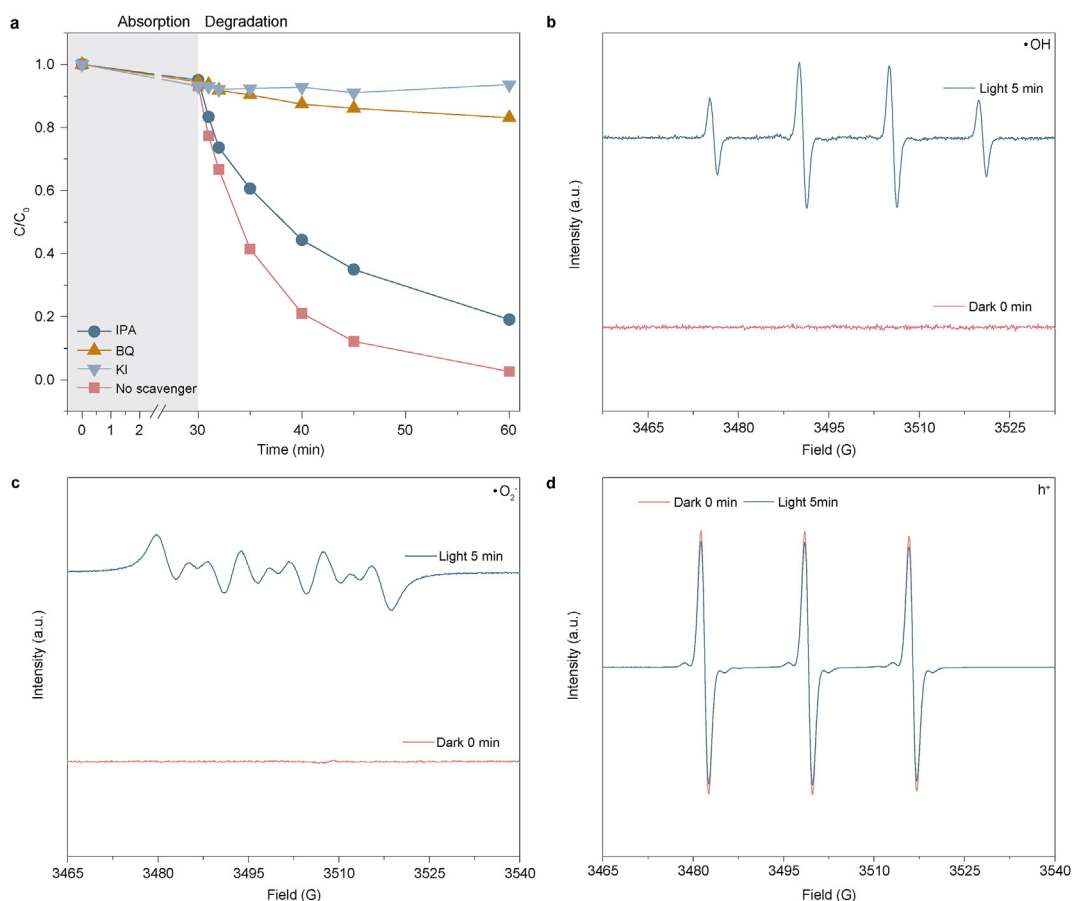 a
Absorption Degradation
1.0
0.8
0.6
0.4
0.2
0.0
C/C0
IPA
BQ
KI
No scavenger
0 1 2 30 40 50 60
Time (min)
b
•OH
Light 5 min
Dark 0 min
Intensity (a.u.)
3465 3480 3495 3510 3525
Field (G)
c
•O2-
Light 5 min
Dark 0 min
Intensity (a.u.)
3465 3480 3495 3510 3525 3540
Field (G)
d
Dark 0 min Light 5min
h+
Intensity (a.u.)
3465 3480 3495 3510 3525 3540
Field (G)